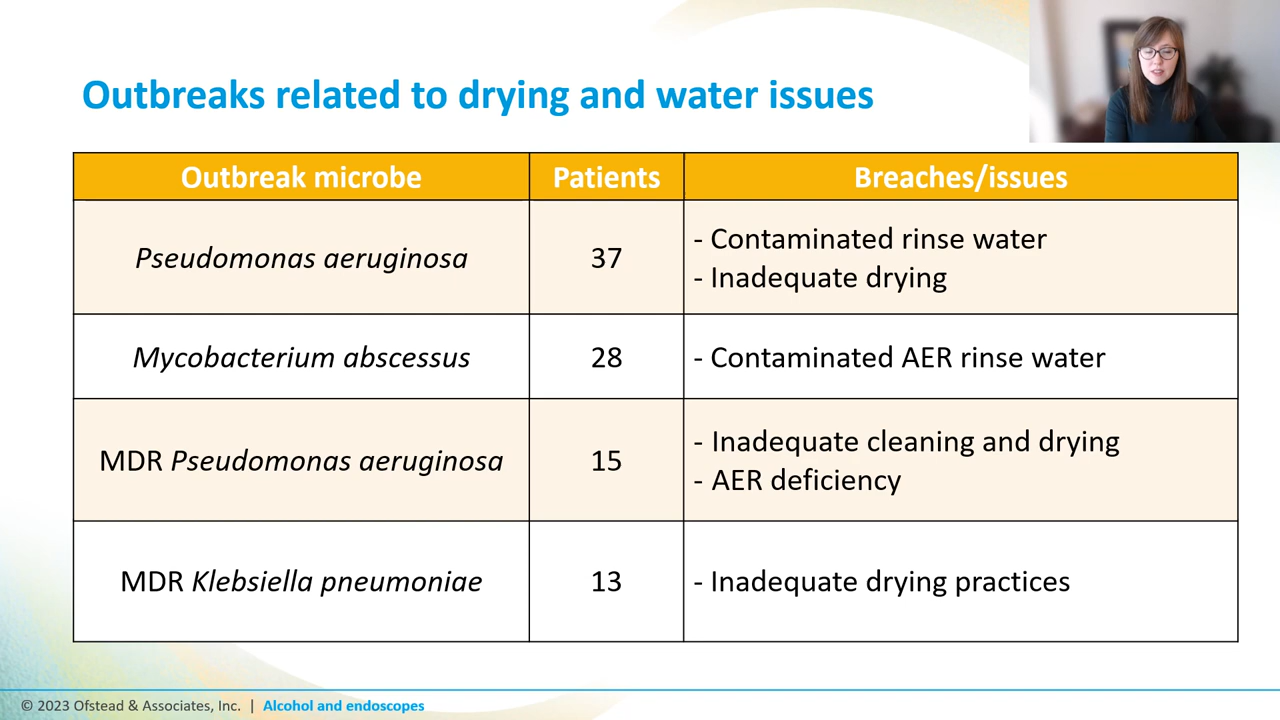 Outbreaks related to drying and water issues
Outbreak microbe Patients Breaches/issues
Pseudomonas aeruginosa 37 - Contaminated rinse water
- Inadequate drying
Mycobacterium abscessus 28 - Contaminated AER rinse water
MDR Pseudomonas aeruginosa 15 - Inadequate cleaning and drying
- AER deficiency
MDR Klebsiella pneumoniae 13 - Inadequate drying practices
© 2023 Ofstead & Associates, Inc. | Alcohol and endoscopes